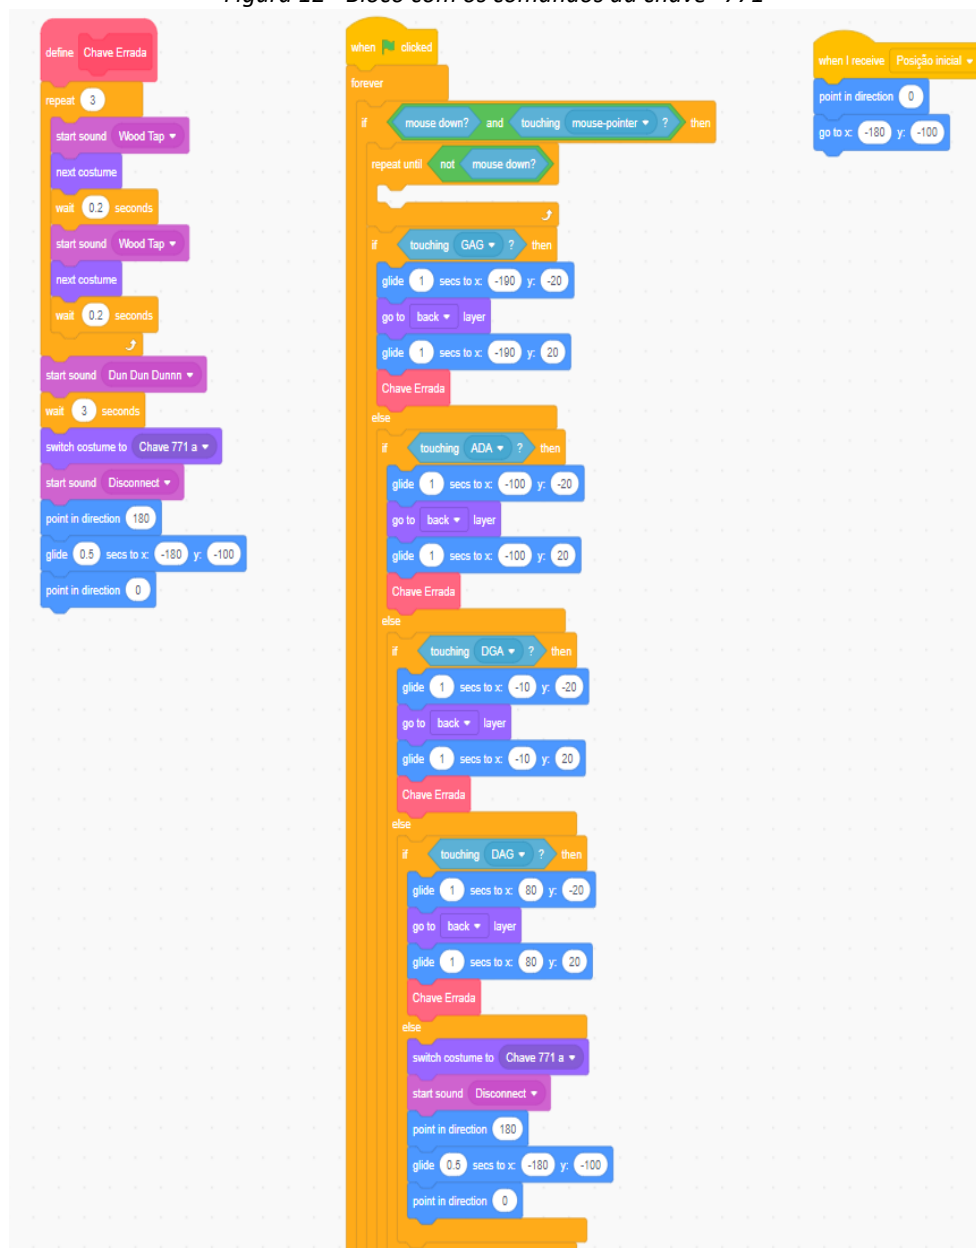 Figura 12 - Bloco com os comandos da chave "771"
define Chave Errada
repeat 3
start sound Wood Tap
next costume
wait 0.2 seconds
start sound Wood Tap
next costume
wait 0.2 seconds
start sound Dun Dun Dunnn
wait 3 seconds
switch costume to Chave 771 a
start sound Disconnect
point in direction 180
glide 0.5 secs to x: -180 y: -100
point in direction 0
when clicked
forever
if mouse down? and touching mouse-pointer ? then
repeat until not mouse down?
if touching GAG ? then
glide 1 secs to x: -190 y: -20
go to back layer
glide 1 secs to x: -190 y: 20
Chave Errada
else
if touching ADA ? then
glide 1 secs to x: -100 y: -20
go to back layer
glide 1 secs to x: -100 y: 20
Chave Errada
else
if touching DGA ? then
glide 1 secs to x: -10 y: -20
go to back layer
glide 1 secs to x: -10 y: 20
Chave Errada
else
if touching DAG ? then
glide 1 secs to x: 80 y: -20
go to back layer
glide 1 secs to x: 80 y: 20
Chave Errada
else
switch costume to Chave 771 a
start sound Disconnect
point in direction 180
glide 0.5 secs to x: -180 y: -100
point in direction 0
when I receive Posição inicial
point in direction 0
go to x: -180 y: -100